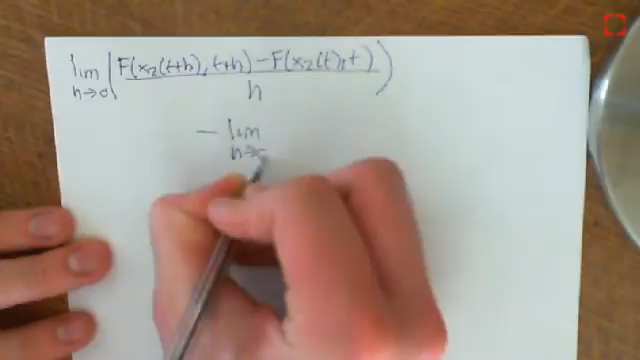 lim h→0 (F(x₂(t+h), t+h) − F(x₂(t), t) / h)
− lim h→